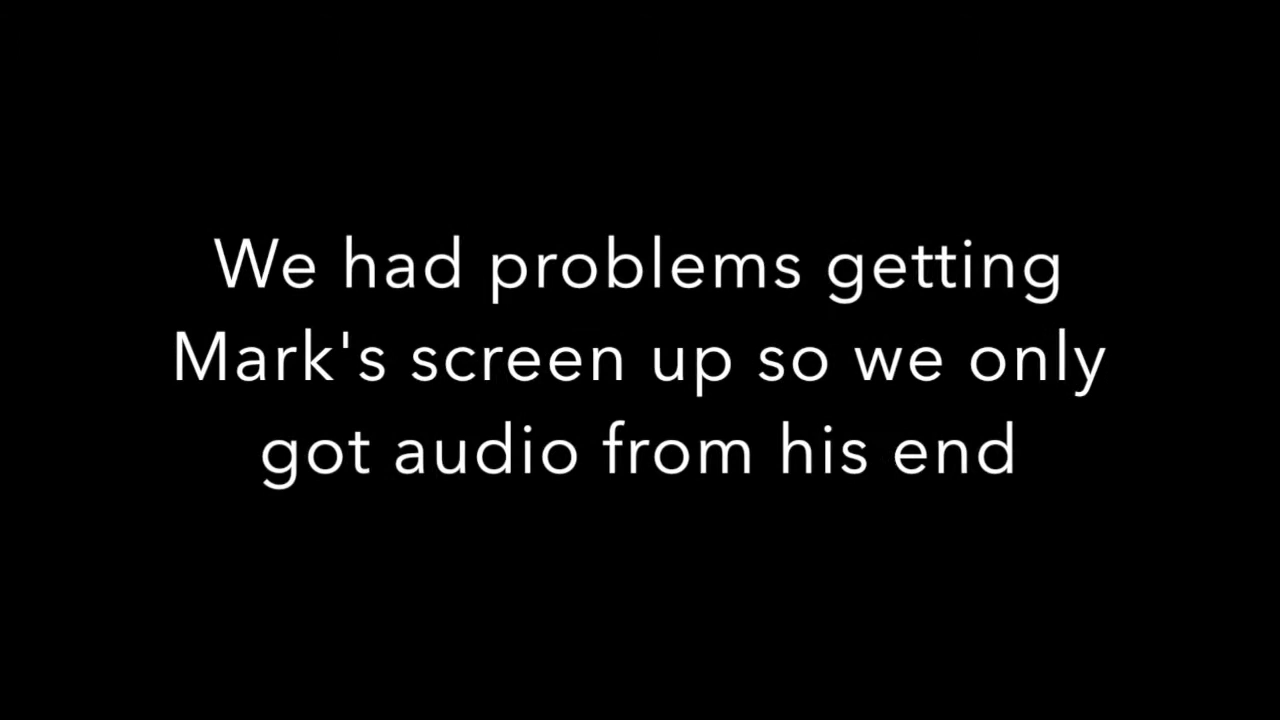 We had problems getting
Mark's screen up so we only
got audio from his end